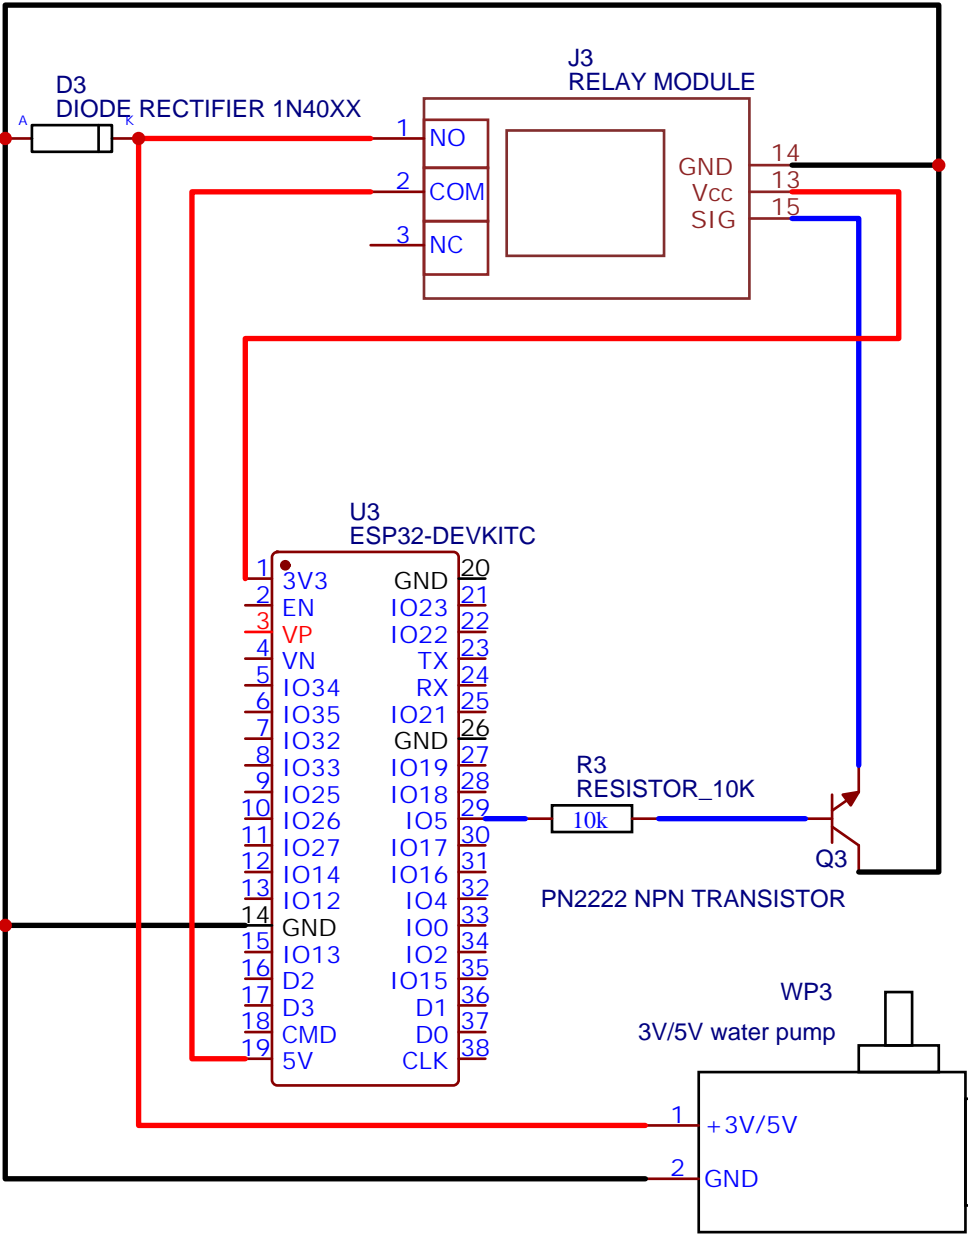 J3
RELAY MODULE
D3
DIODE RECTIFIER 1N40XX
A
K
1 NO
2 COM
3 NC
GND 14
Vcc 13
SIG 15
U3
ESP32-DEVKITC
1 3V3 GND 20
2 EN IO23 21
3 VP IO22 22
4 VN TX 23
5 IO34 RX 24
6 IO35 IO21 25
7 IO32 GND 26
8 IO33 IO19 27
9 IO25 IO18 28
10 IO26 IO5 29
11 IO27 IO17 30
12 IO14 IO16 31
13 IO12 IO4 32
14 GND IO0 33
15 IO13 IO2 34
16 D2 IO15 35
17 D3 D1 36
18 CMD D0 37
19 5V CLK 38
R3
RESISTOR_10K
10k
Q3
PN2222 NPN TRANSISTOR
WP3
3V/5V water pump
1 +3V/5V
2 GND